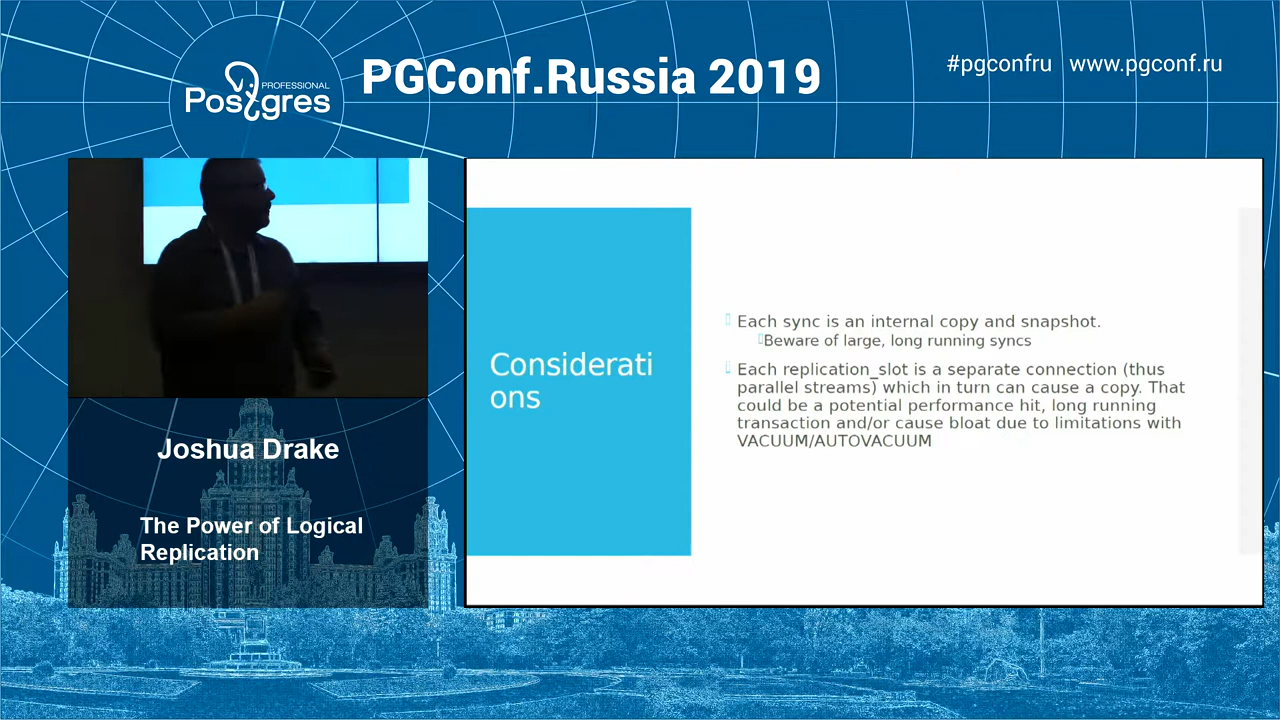 PROFESSIONAL
Postgres
PGConf.Russia 2019
#pgconfru www.pgconf.ru
Joshua Drake
The Power of Logical
Replication
Considerati
ons
Each sync is an internal copy and snapshot.
Beware of large, long running syncs
Each replication_slot is a separate connection (thus
parallel streams) which in turn can cause a copy. That
could be a potential performance hit, long running
transaction and/or cause bloat due to limitations with
VACUUM/AUTOVACUUM